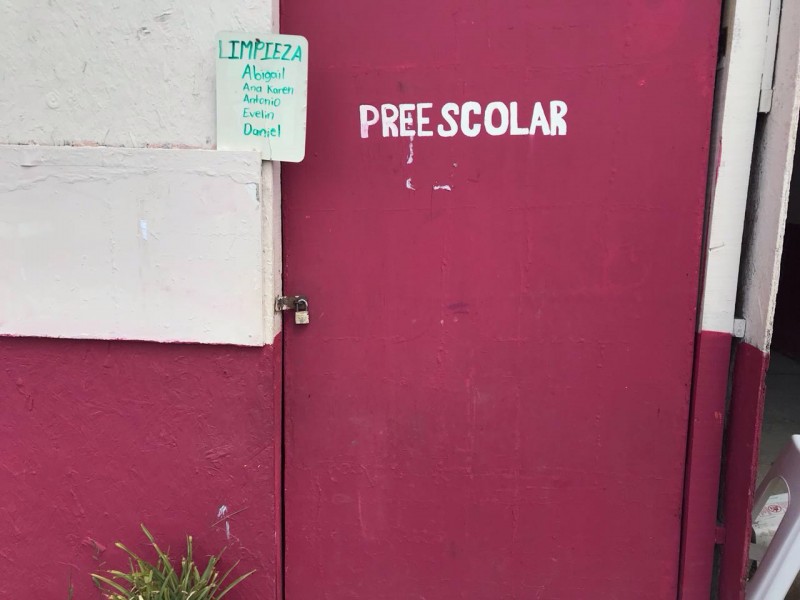 LIMPIEZA
Abigail
Ana Karen
Antonio
Evelin
Daniel
PREESCOLAR